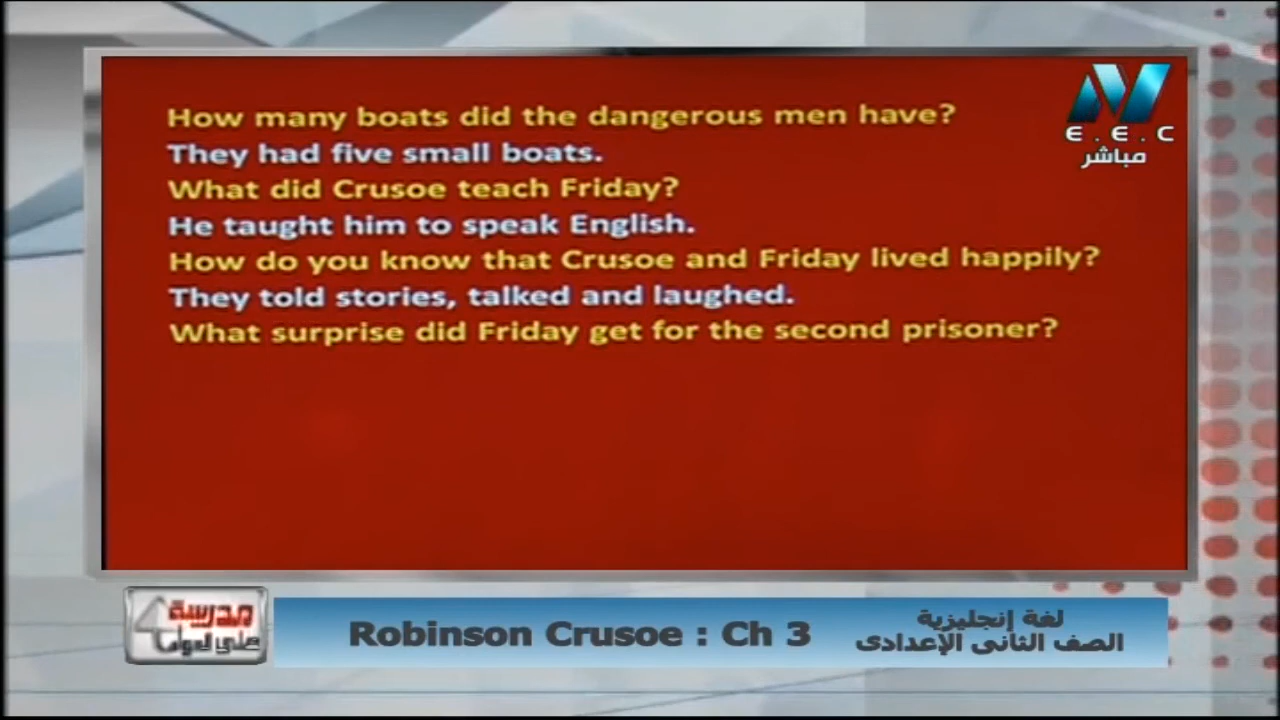 How many boats did the dangerous men have?
They had five small boats.
What did Crusoe teach Friday?
He taught him to speak English.
How do you know that Crusoe and Friday lived happily?
They told stories, talked and laughed.
What surprise did Friday get for the second prisoner?
E . E . C
مباشر
مدرسة
على الهواء
Robinson Crusoe : Ch 3
لغة إنجليزية
الصف الثانى الإعدادى